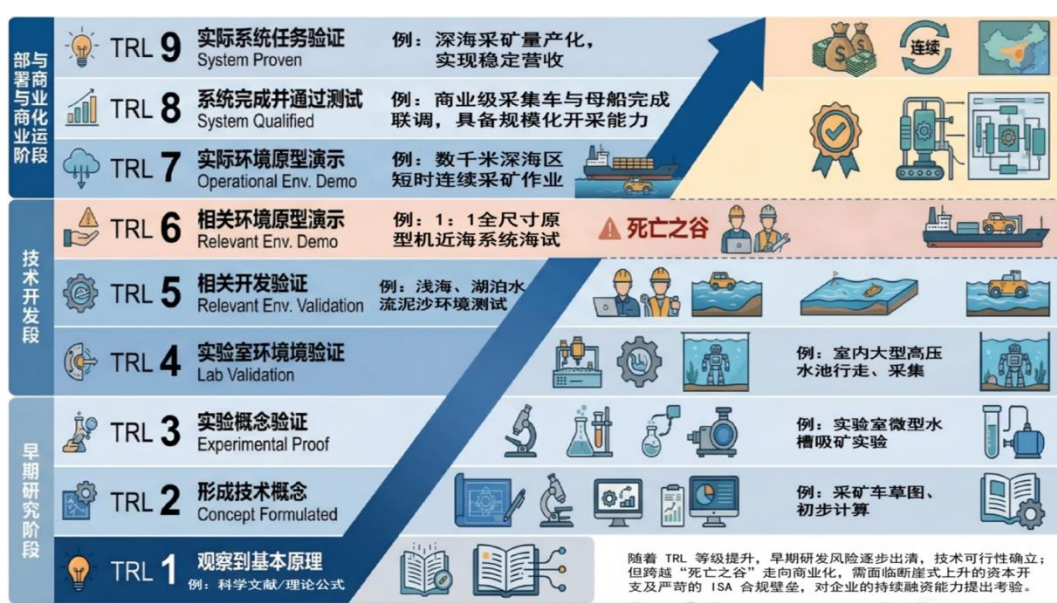 部署与商业
与商业化运
阶段
TRL 9 实际系统任务验证
System Proven
例：深海采矿量产化，
实现稳定营收
$
$
连续
TRL 8 系统完成并通过测试
System Qualified
例：商业级采集车与母船完成
联调，具备规模化开采能力
TRL 7 实际环境原型演示
Operational Env. Demo
例：数千米深海区
短时连续采矿作业
技术开发段
TRL 6 相关环境原型演示
Relevant Env. Demo
例：1：1全尺寸原
型机近海系统海试
死亡之谷
TRL 5 相关开发验证
Relevant Env. Validation
例：浅海、湖泊水
流泥沙环境测试
TRL 4 实验室环境境验证
Lab Validation
例：室内大型高压
水池行走、采集
早期研究阶段
TRL 3 实验概念验证
Experimental Proof
例：实验室微型水
槽吸矿实验
TRL 2 形成技术概念
Concept Formulated
例：采矿车草图、
初步计算
TRL 1 观察到基本原理
例：科学文献/理论公式
随着 TRL 等级提升，早期研发风险逐步出清，技术可行性确立；
但跨越“死亡之谷”走向商业化，需面临断崖式上升的资本开
支及严苛的 ISA 合规壁垒，对企业的持续融资能力提出考验。